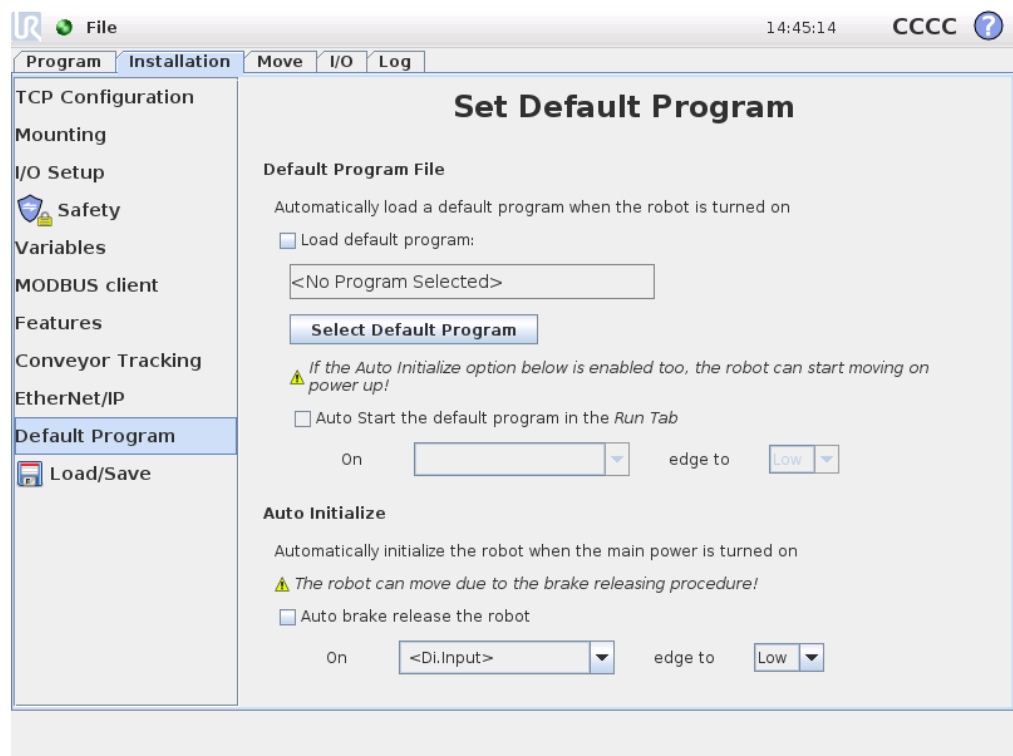 UR File 14:45:14 CCCC ?
Program Installation Move I/O Log
TCP Configuration
Mounting
I/O Setup
Safety
Variables
MODBUS client
Features
Conveyor Tracking
EtherNet/IP
Default Program
Load/Save
Set Default Program
Default Program File
Automatically load a default program when the robot is turned on
Load default program:
<No Program Selected>
Select Default Program
If the Auto Initialize option below is enabled too, the robot can start moving on
power up!
Auto Start the default program in the Run Tab
On edge to Low
Auto Initialize
Automatically initialize the robot when the main power is turned on
The robot can move due to the brake releasing procedure!
Auto brake release the robot
On <Di.Input> edge to Low